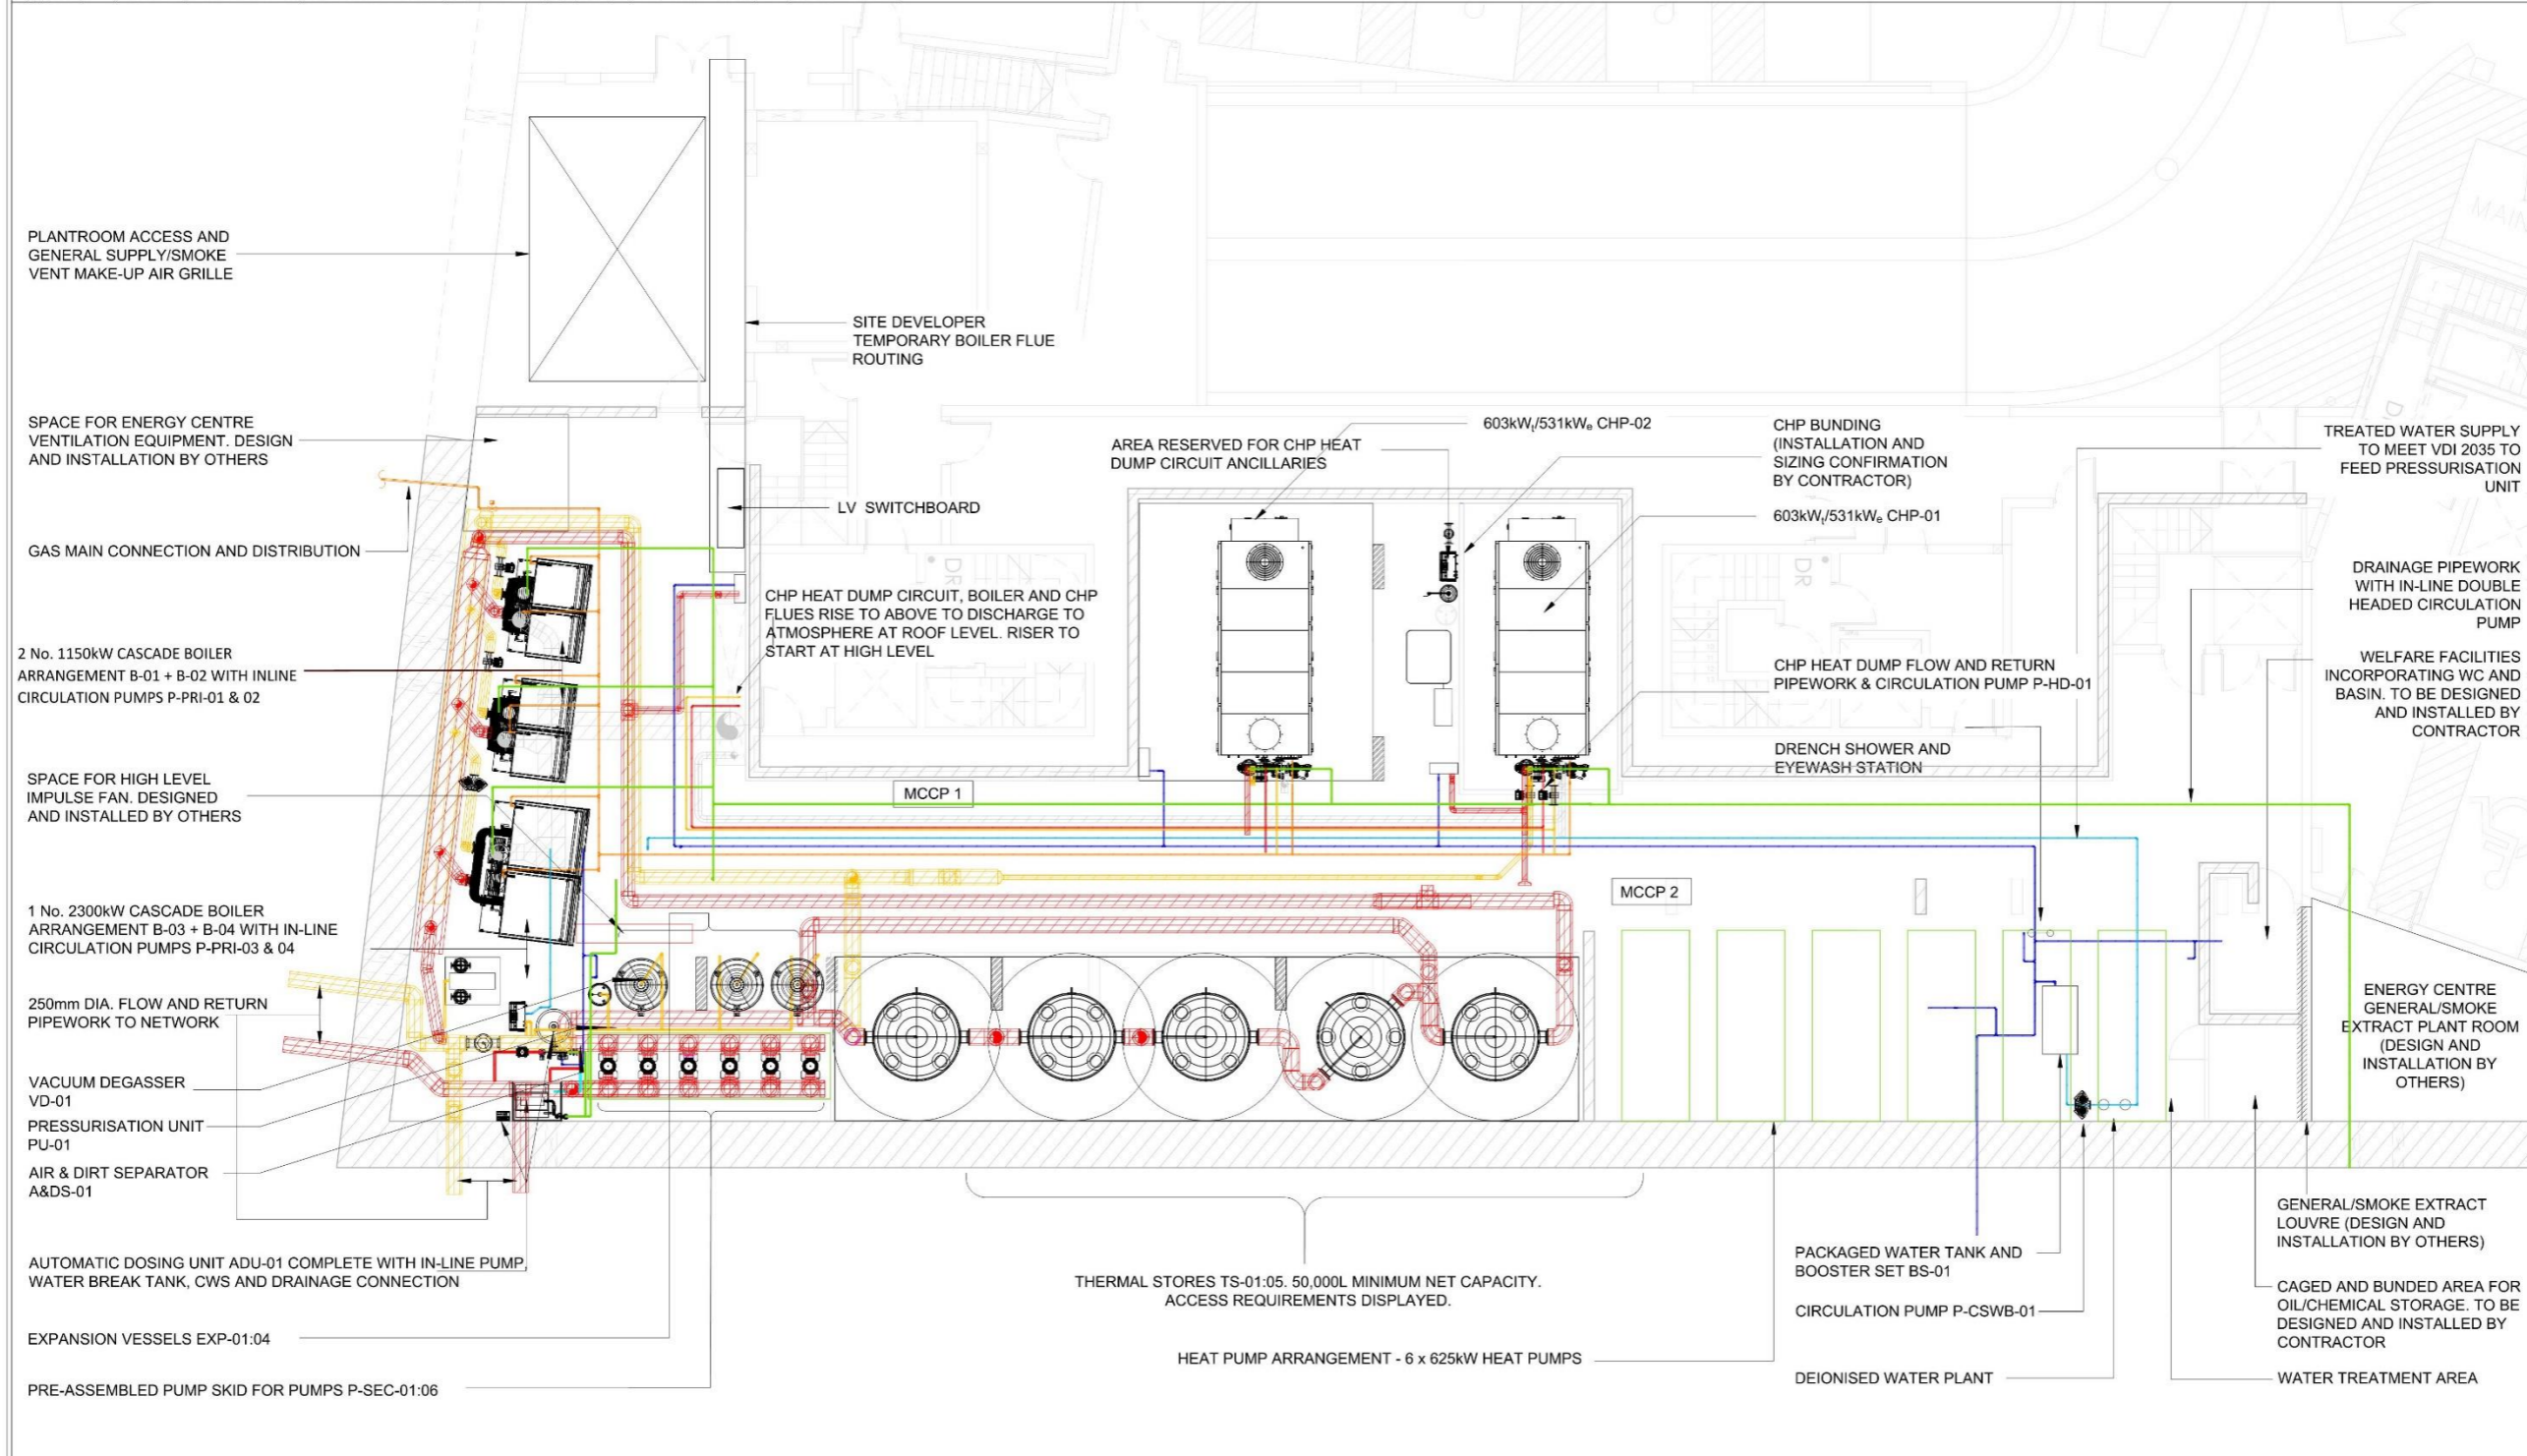 PLANTROOM ACCESS AND
GENERAL SUPPLY/SMOKE
VENT MAKE-UP AIR GRILLE
SITE DEVELOPER
TEMPORARY BOILER FLUE
ROUTING
SPACE FOR ENERGY CENTRE
VENTILATION EQUIPMENT. DESIGN
AND INSTALLATION BY OTHERS
LV SWITCHBOARD
GAS MAIN CONNECTION AND DISTRIBUTION
CHP HEAT DUMP CIRCUIT, BOILER AND CHP
FLUES RISE TO ABOVE TO DISCHARGE TO
ATMOSPHERE AT ROOF LEVEL. RISER TO
START AT HIGH LEVEL
2 No. 1150kW CASCADE BOILER
ARRANGEMENT B-01 + B-02 WITH INLINE
CIRCULATION PUMPS P-PRI-01 & 02
SPACE FOR HIGH LEVEL
IMPULSE FAN. DESIGNED
AND INSTALLED BY OTHERS
1 No. 2300kW CASCADE BOILER
ARRANGEMENT B-03 + B-04 WITH IN-LINE
CIRCULATION PUMPS P-PRI-03 & 04
250mm DIA. FLOW AND RETURN
PIPEWORK TO NETWORK
VACUUM DEGASSER
VD-01
PRESSURISATION UNIT
PU-01
AIR & DIRT SEPARATOR
A&DS-01
AUTOMATIC DOSING UNIT ADU-01 COMPLETE WITH IN-LINE PUMP,
WATER BREAK TANK, CWS AND DRAINAGE CONNECTION
EXPANSION VESSELS EXP-01:04
PRE-ASSEMBLED PUMP SKID FOR PUMPS P-SEC-01:06
AREA RESERVED FOR CHP HEAT
DUMP CIRCUIT ANCILLARIES
603kWt/531kWe CHP-02
CHP BUNDING
(INSTALLATION AND
SIZING CONFIRMATION
BY CONTRACTOR)
603kWt/531kWe CHP-01
CHP HEAT DUMP FLOW AND RETURN
PIPEWORK & CIRCULATION PUMP P-HD-01
DRENCH SHOWER AND
EYEWASH STATION
MCCP 1
MCCP 2
DR
DR
MAIN
THERMAL STORES TS-01:05. 50,000L MINIMUM NET CAPACITY.
ACCESS REQUIREMENTS DISPLAYED.
HEAT PUMP ARRANGEMENT - 6 x 625kW HEAT PUMPS
PACKAGED WATER TANK AND
BOOSTER SET BS-01
CIRCULATION PUMP P-CSWB-01
DEIONISED WATER PLANT
TREATED WATER SUPPLY
TO MEET VDI 2035 TO
FEED PRESSURISATION
UNIT
DRAINAGE PIPEWORK
WITH IN-LINE DOUBLE
HEADED CIRCULATION
PUMP
WELFARE FACILITIES
INCORPORATING WC AND
BASIN. TO BE DESIGNED
AND INSTALLED BY
CONTRACTOR
ENERGY CENTRE
GENERAL/SMOKE
EXTRACT PLANT ROOM
(DESIGN AND
INSTALLATION BY
OTHERS)
GENERAL/SMOKE EXTRACT
LOUVRE (DESIGN AND
INSTALLATION BY OTHERS)
CAGED AND BUNDED AREA FOR
OIL/CHEMICAL STORAGE. TO BE
DESIGNED AND INSTALLED BY
CONTRACTOR
WATER TREATMENT AREA